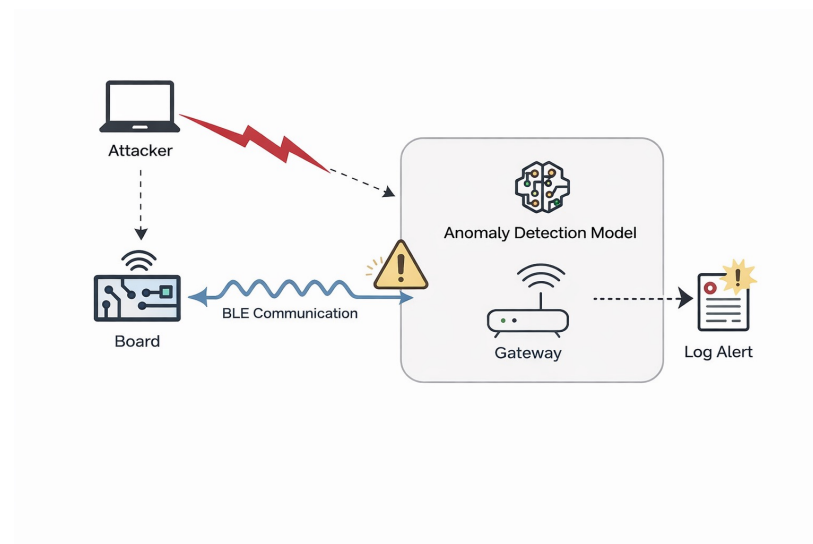 Attacker
Anomaly Detection Model
BLE Communication
Board
Gateway
Log Alert